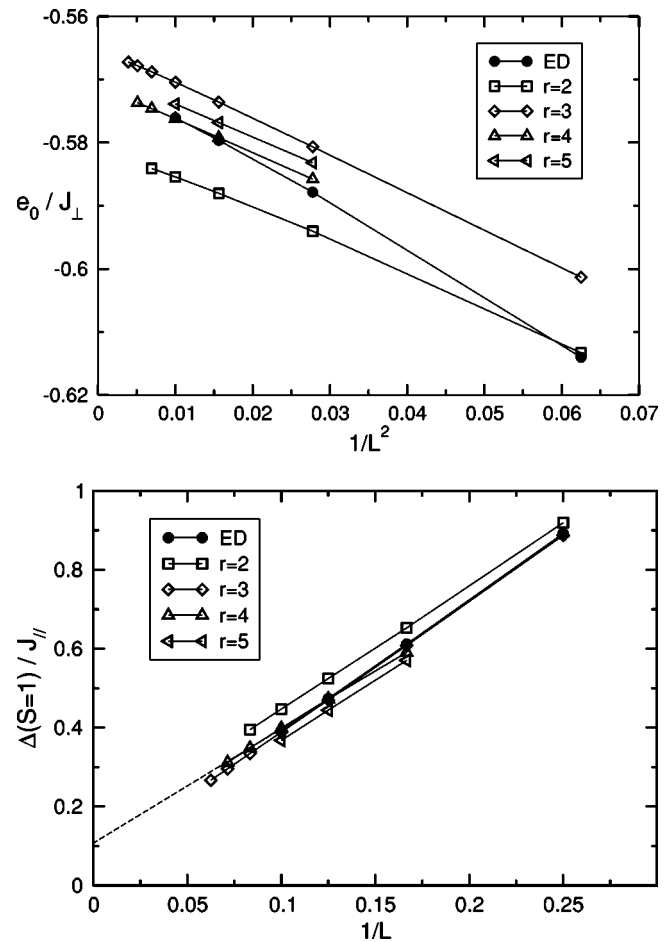 -0.56
-0.58
-0.6
-0.62
e₀ / J⊥
ED
r=2
r=3
r=4
r=5
0 0.01 0.02 0.03 0.04 0.05 0.06 0.07
1/L²
1
0.8
0.6
0.4
0.2
0
Δ(S=1) / J//
ED
r=2
r=3
r=4
r=5
0 0.05 0.1 0.15 0.2 0.25
1/L